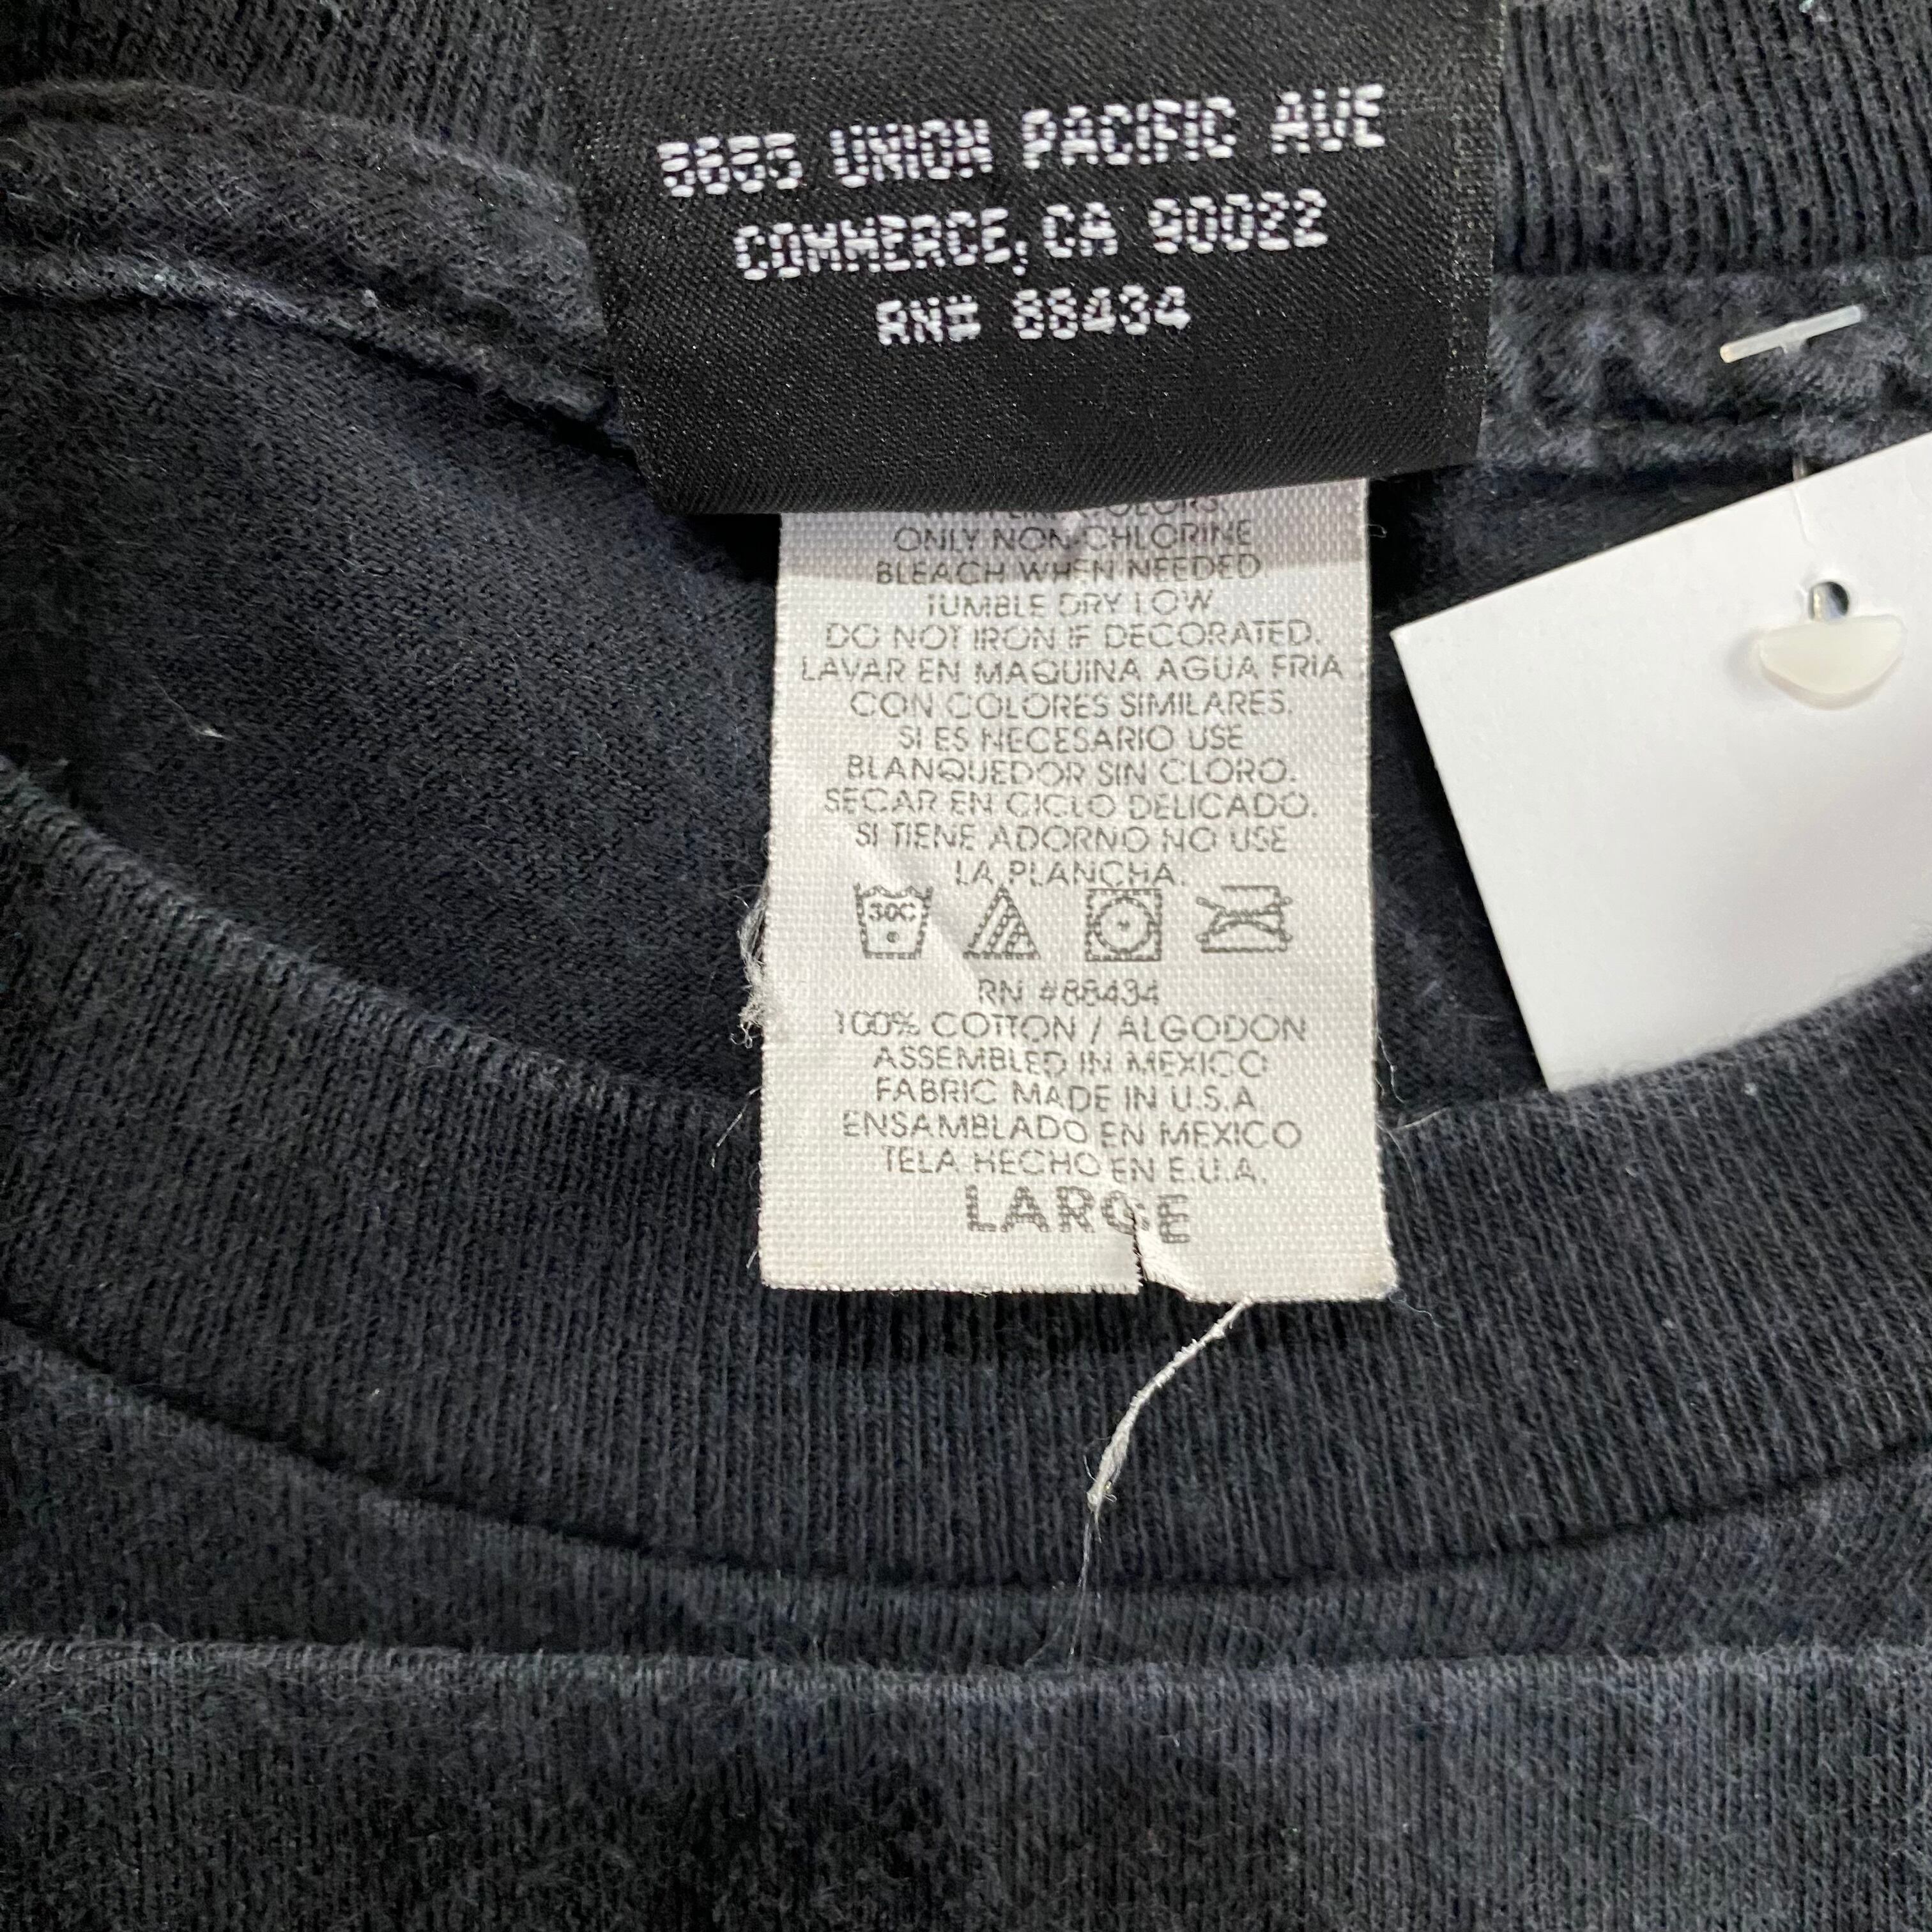 5655 UNION PACIFIC AVE
COMMERCE, CA 90022
RN# 88434
COLORS.
ONLY NON-CHLORINE
BLEACH WHEN NEEDED
TUMBLE DRY LOW
DO NOT IRON IF DECORATED.
LAVAR EN MAQUINA AGUA FRIA
CON COLORES SIMILARES.
SI ES NECESARIO USE
BLANQUEDOR SIN CLORO.
SECAR EN CICLO DELICADO.
SI TIENE ADORNO NO USE
LA PLANCHA.
30C
RN #88434
100% COTTON / ALGODON
ASSEMBLED IN MEXICO
FABRIC MADE IN U.S.A.
ENSAMBLADO EN MEXICO
TELA HECHO EN E.U.A.
LARGE